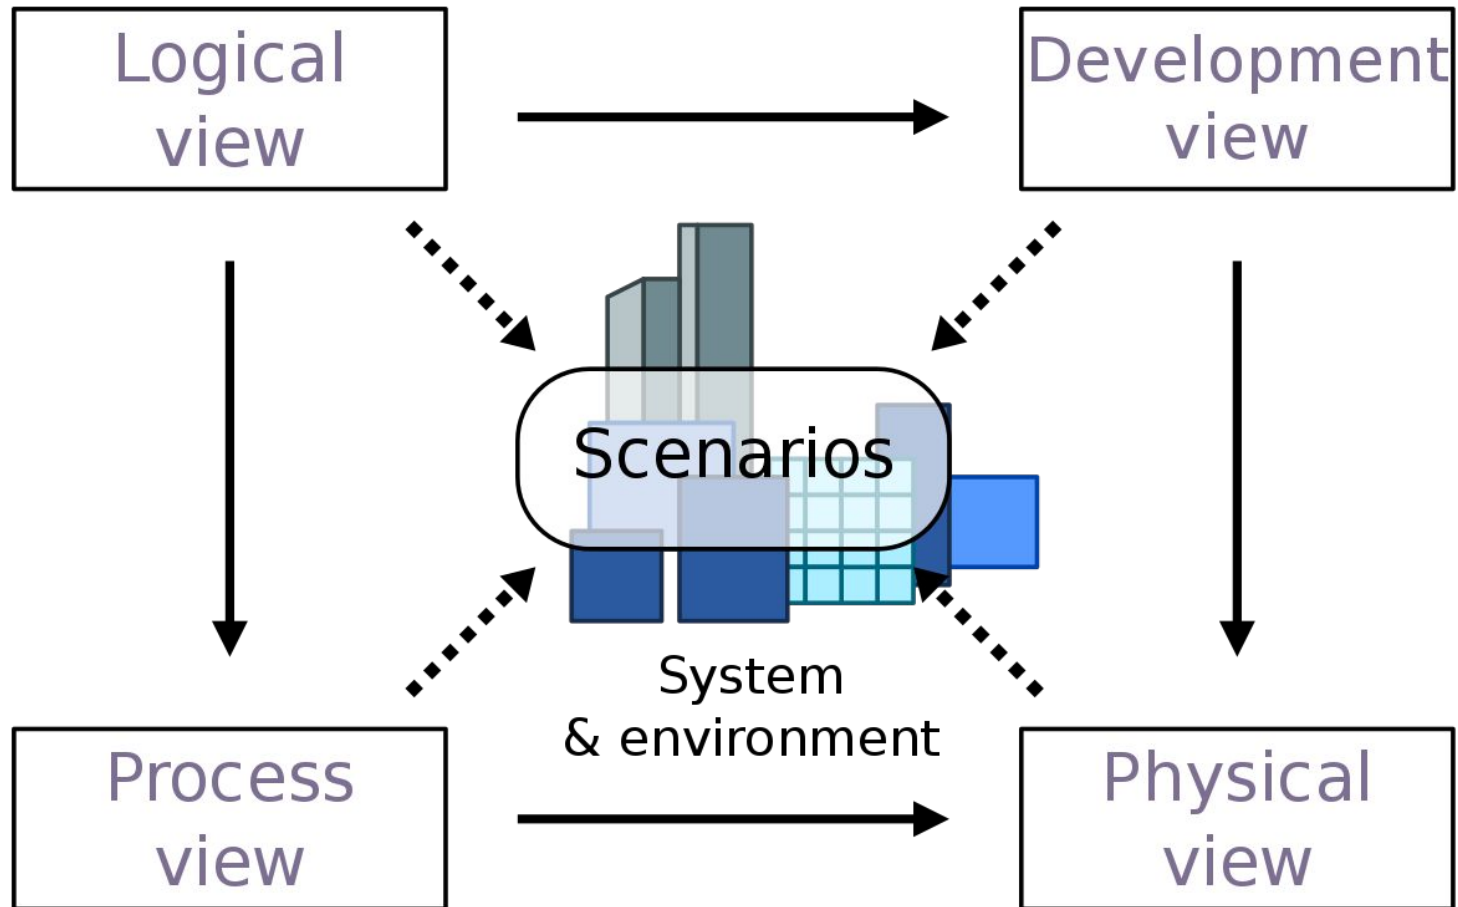 Logical
view
Development
view
Scenarios
System
& environment
Process
view
Physical
view